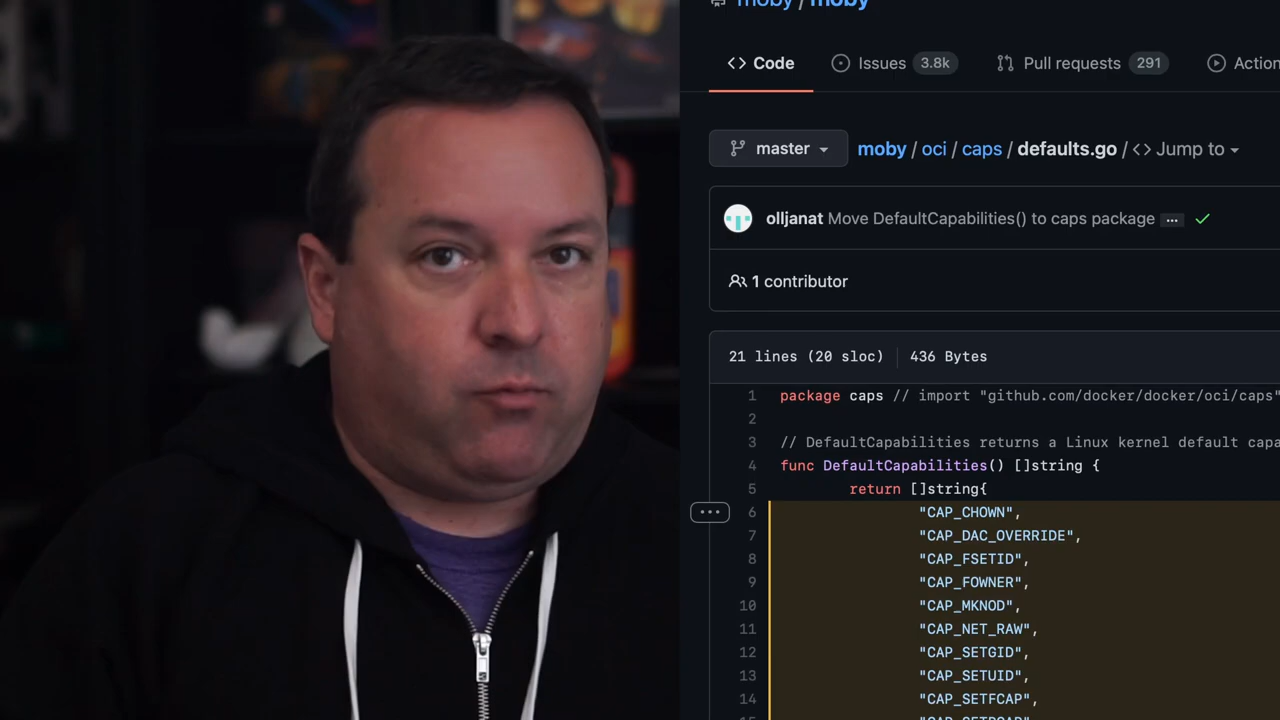 moby / moby
Code Issues 3.8k Pull requests 291 Action
master moby / oci / caps / defaults.go / <> Jump to
olljanat Move DefaultCapabilities() to caps package ...
1 contributor
21 lines (20 sloc) 436 Bytes
1 package caps // import "github.com/docker/docker/oci/caps"
2
3 // DefaultCapabilities returns a Linux kernel default capa
4 func DefaultCapabilities() []string {
5 return []string{
6 "CAP_CHOWN",
7 "CAP_DAC_OVERRIDE",
8 "CAP_FSETID",
9 "CAP_FOWNER",
10 "CAP_MKNOD",
11 "CAP_NET_RAW",
12 "CAP_SETGID",
13 "CAP_SETUID",
14 "CAP_SETFCAP",